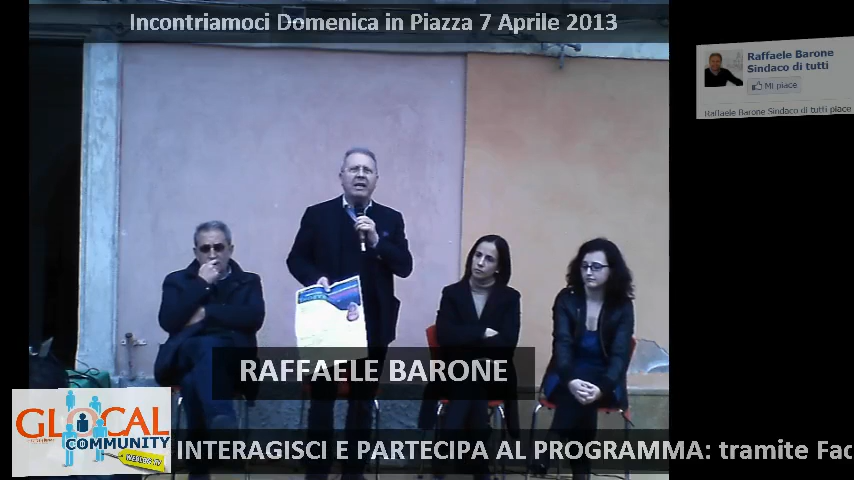 Incontriamoci Domenica in Piazza 7 Aprile 2013
Raffaele Barone
Sindaco di tutti
Mi piace
Raffaele Barone Sindaco di tutti piace
RAFFAELE BARONE
GLOCAL
COMMUNITY
INTERAGISCI E PARTECIPA AL PROGRAMMA: tramite Fac